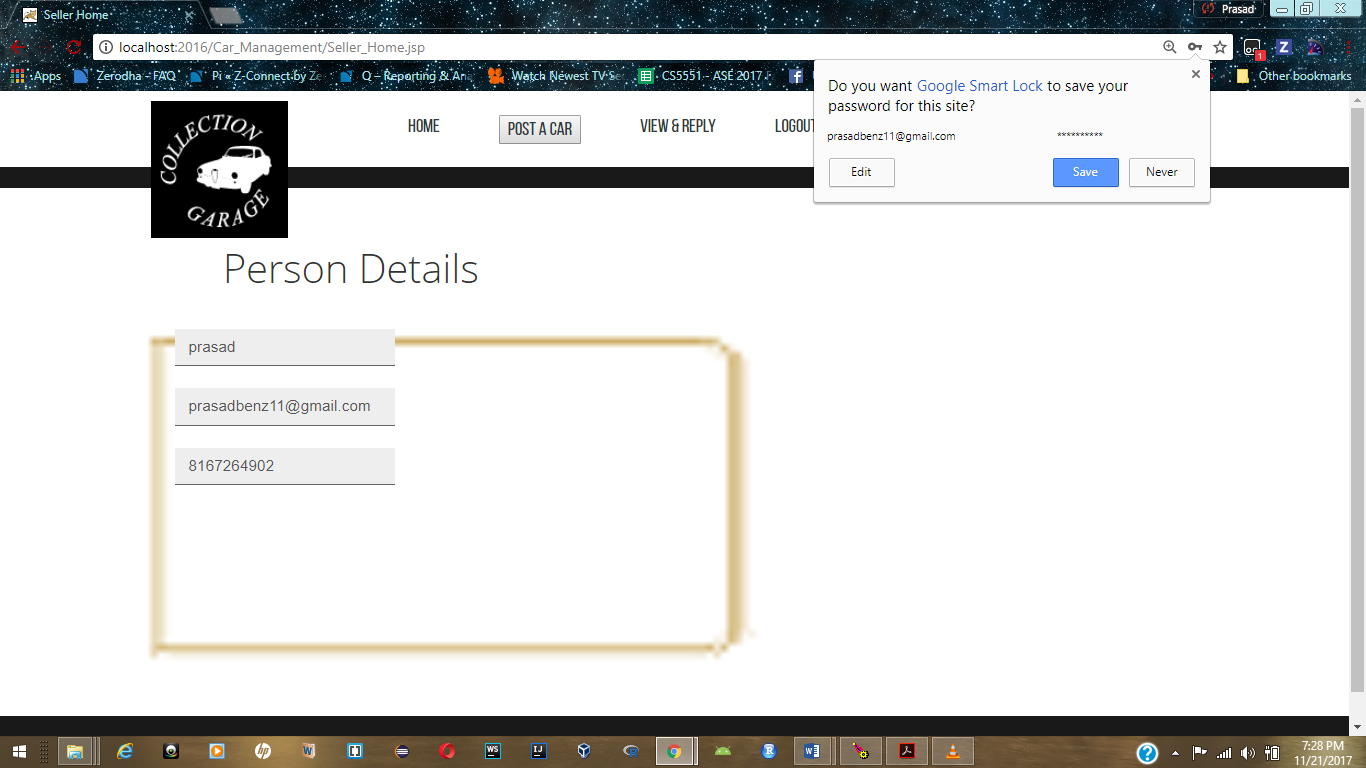 Seller Home
Prasad
localhost:2016/Car_Management/Seller_Home.jsp
Apps Zerodha - FAQ Pi « Z-Connect by Ze Q – Reporting & Ana Watch Newest TV Se CS5551 - ASE 2017 F Other bookmarks
Do you want Google Smart Lock to save your
password for this site?
prasadbenz11@gmail.com **********
Edit Save Never
COLLECTION
GARAGE
HOME POST A CAR VIEW & REPLY LOGOUT
Person Details
prasad
prasadbenz11@gmail.com
8167264902
7:28 PM
11/21/2017